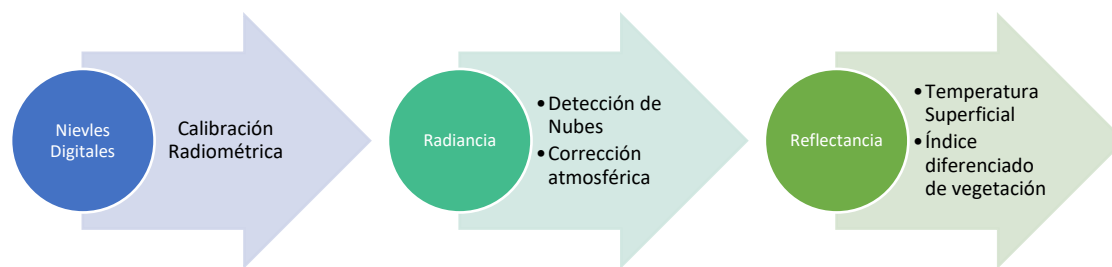 Nievles
Digitales
Calibración
Radiométrica
Radiancia
•Detección de
Nubes
•Corrección
atmosférica
Reflectancia
•Temperatura
Superficial
•Índice
diferenciado
de vegetación